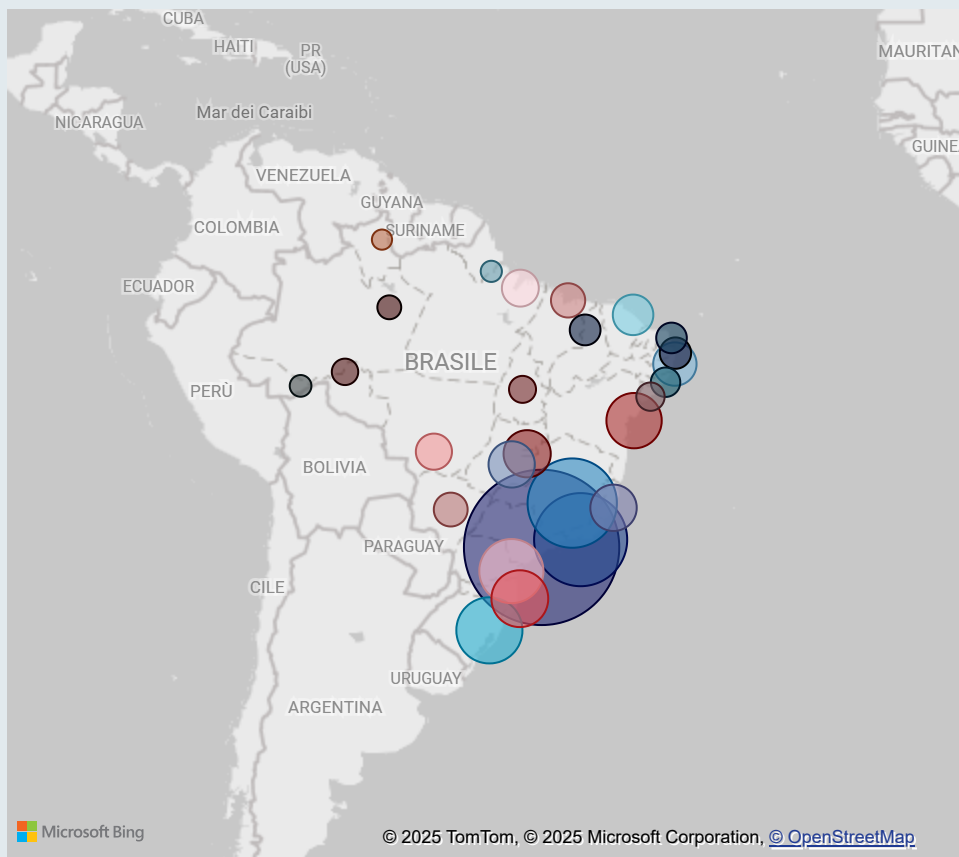 CUBA
HAITI
PR
(USA)
MAURITAN
Mar dei Caraibi
NICARAGUA
GUINE
VENEZUELA
GUYANA
COLOMBIA
SURINAME
ECUADOR
BRASILE
PERÙ
BOLIVIA
PARAGUAY
CILE
URUGUAY
ARGENTINA
Microsoft Bing
© 2025 TomTom, © 2025 Microsoft Corporation, © OpenStreetMap